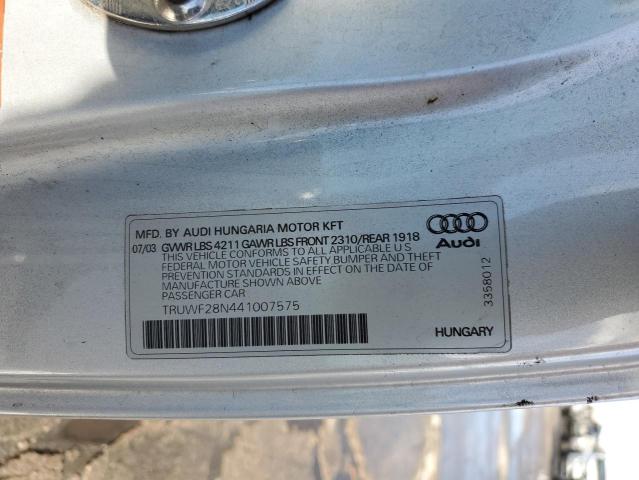 MFD. BY AUDI HUNGARIA MOTOR KFT
07/03 GVWR LBS 4211 GAWR LBS FRONT 2310/REAR 1918
THIS VEHICLE CONFORMS TO ALL APPLICABLE U S
FEDERAL MOTOR VEHICLE SAFETY BUMPER AND THEFT
PREVENTION STANDARDS IN EFFECT ON THE DATE OF
MANUFACTURE SHOWN ABOVE
PASSENGER CAR
TRUWF28N441007575
Audi
3358012
HUNGARY